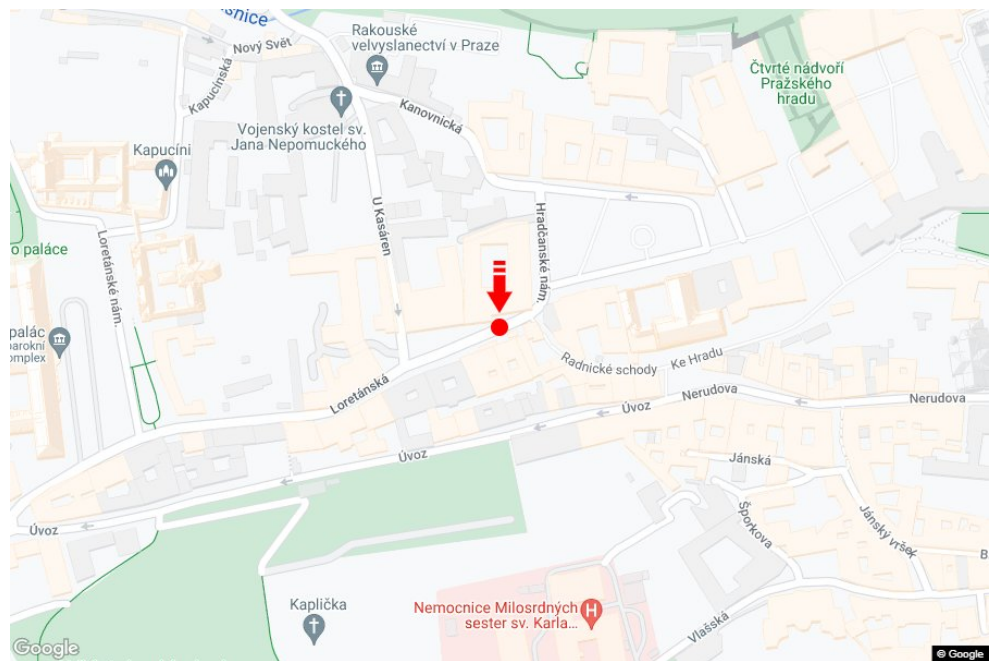 snice
Nový Svět
Rakouské
velvyslanectví v Praze
Čtvrté nádvoří
Pražského
hradu
Kapucínská
Kanovnická
Vojenský kostel sv.
Jana Nepomuckého
Kapucíni
U Kasáren
Hradčanské nám.
o paláce
Loretánské nám.
palác
barokní
omplex
Radnické schody
Ke Hradu
Loretánská
Nerudova
Nerudova
Úvoz
Úvoz
Jánská
Úvoz
Šporkova
Jánský vršek
B
Kaplička
Nemocnice Milosrdných
sester sv. Karla...
Vlašská
Google
© Google